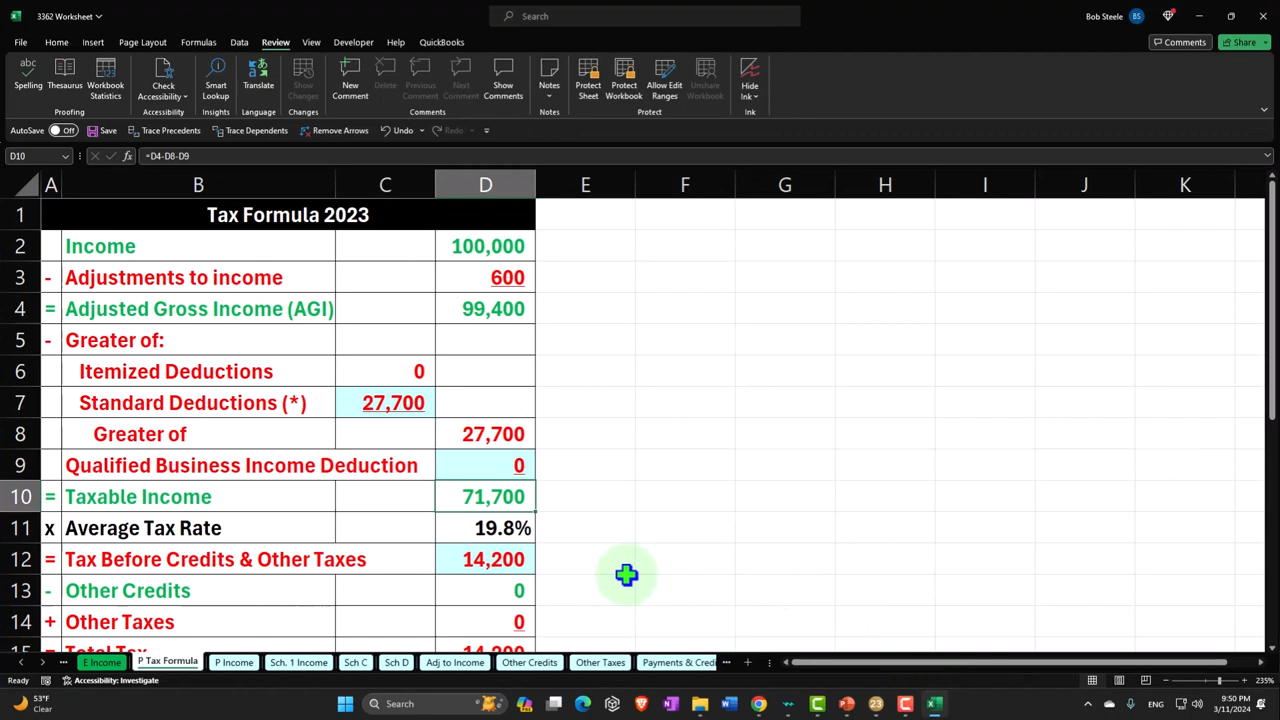 3362 Worksheet
Search
Bob Steele BS
File Home Insert Page Layout Formulas Data Review View Developer Help QuickBooks Comments Share
abc
Spelling Thesaurus Workbook Statistics Check Accessibility Smart Lookup Translate Show Changes New Comment Delete Previous Comment Next Comment Show Comments Notes Protect Sheet Protect Workbook Allow Edit Ranges Unshare Workbook Hide Ink
Proofing Accessibility Insights Language Changes Comments Notes Protect Ink
AutoSave Off Save Trace Precedents Trace Dependents Remove Arrows Undo Redo
D10 fx =D4-D8-D9
A B C D E F G H I J K
1 Tax Formula 2023
2 Income 100,000
3 - Adjustments to income 600
4 = Adjusted Gross Income (AGI) 99,400
5 - Greater of:
6 Itemized Deductions 0
7 Standard Deductions (*) 27,700
8 Greater of 27,700
9 Qualified Business Income Deduction 0
10 = Taxable Income 71,700
11 x Average Tax Rate 19.8%
12 = Tax Before Credits & Other Taxes 14,200
13 - Other Credits 0
14 + Other Taxes 0
15 = Total Tax 14,200
... E Income P Tax Formula P Income Sch. 1 Income Sch C Sch D Adj to Income Other Credits Other Taxes Payments & Credi ...
Ready Accessibility: Investigate 235%
53°F
Clear
Search
ENG
9:50 PM
3/11/2024